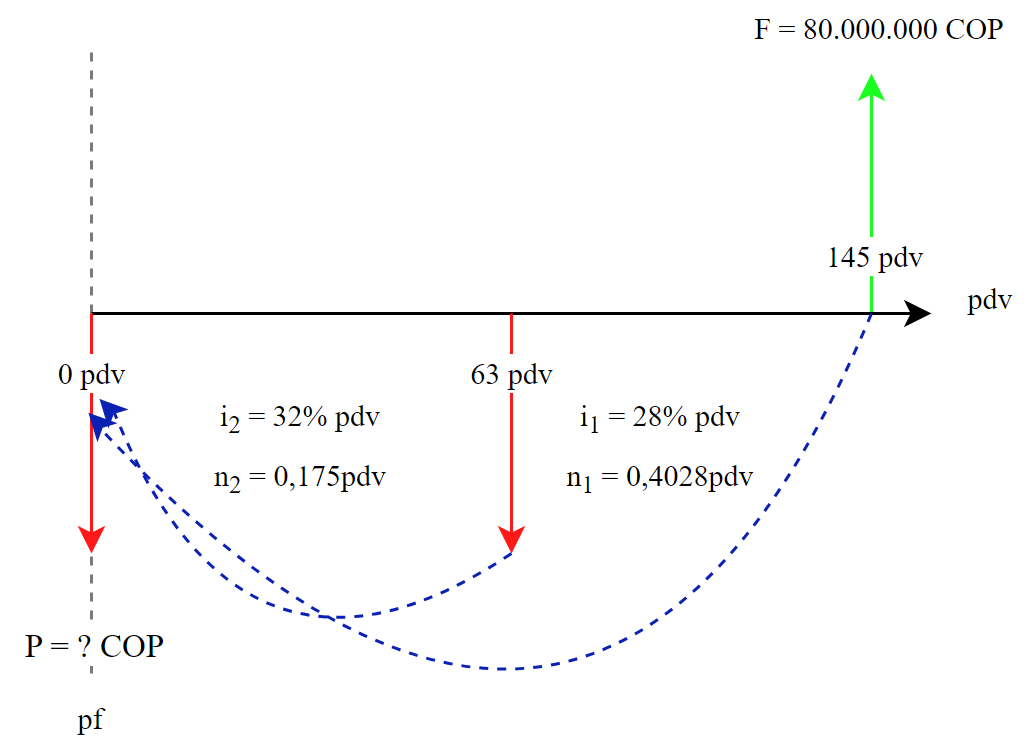 F = 80.000.000 COP
145 pdv
pdv
0 pdv
63 pdv
i2 = 32% pdv
i1 = 28% pdv
n2 = 0,175pdv
n1 = 0,4028pdv
P = ? COP
pf